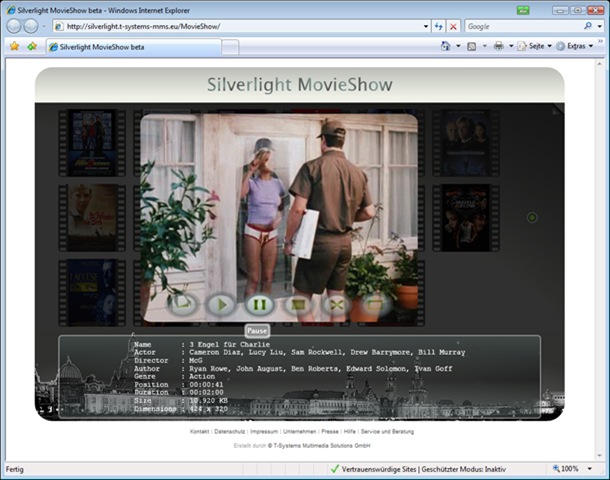 Silverlight MovieShow beta - Windows Internet Explorer
http://silverlight.t-systems-mms.eu/MovieShow/
Google
Silverlight MovieShow beta
Seite
Extras
Silverlight MovieShow
Pause
Name : 3 Engel für Charlie
Actor : Cameron Diaz, Lucy Liu, Sam Rockwell, Drew Barrymore, Bill Murray
Director : McG
Author : Ryan Rowe, John August, Ben Roberts, Edward Solomon, Ivan Goff
Genre : Action
Position : 00:00:41
Duration : 00:02:00
Size : 10.920 KB
Dimensions : 424 x 320
Kontakt | Datenschutz | Impressum | Unternehmen | Presse | Hilfe | Service und Beratung
Erstellt durch © T-Systems Multimedia Solutions GmbH
Fertig
Vertrauenswürdige Sites | Geschützter Modus: Inaktiv
100%